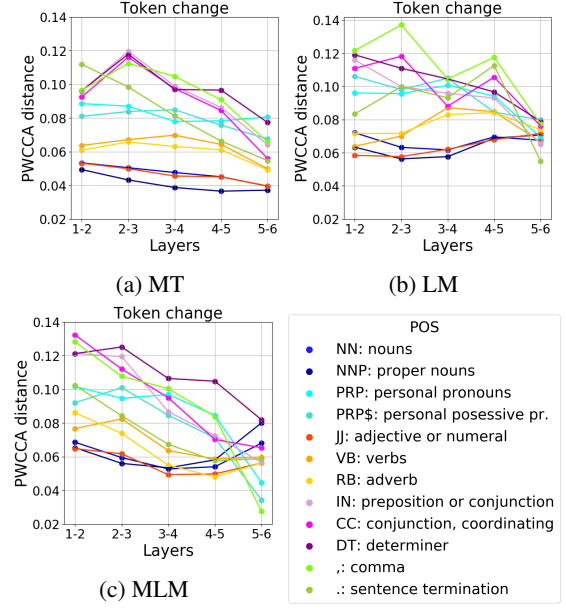 Token change
PWCCA distance
0.14
0.12
0.10
0.08
0.06
0.04
0.02
1-2 2-3 3-4 4-5 5-6
Layers
(a) MT
Token change
PWCCA distance
0.14
0.12
0.10
0.08
0.06
0.04
0.02
1-2 2-3 3-4 4-5 5-6
Layers
(b) LM
Token change
PWCCA distance
0.14
0.12
0.10
0.08
0.06
0.04
0.02
1-2 2-3 3-4 4-5 5-6
Layers
(c) MLM
POS
NN: nouns
NNP: proper nouns
PRP: personal pronouns
PRP$: personal posessive pr.
JJ: adjective or numeral
VB: verbs
RB: adverb
IN: preposition or conjunction
CC: conjunction, coordinating
DT: determiner
,: comma
.: sentence termination